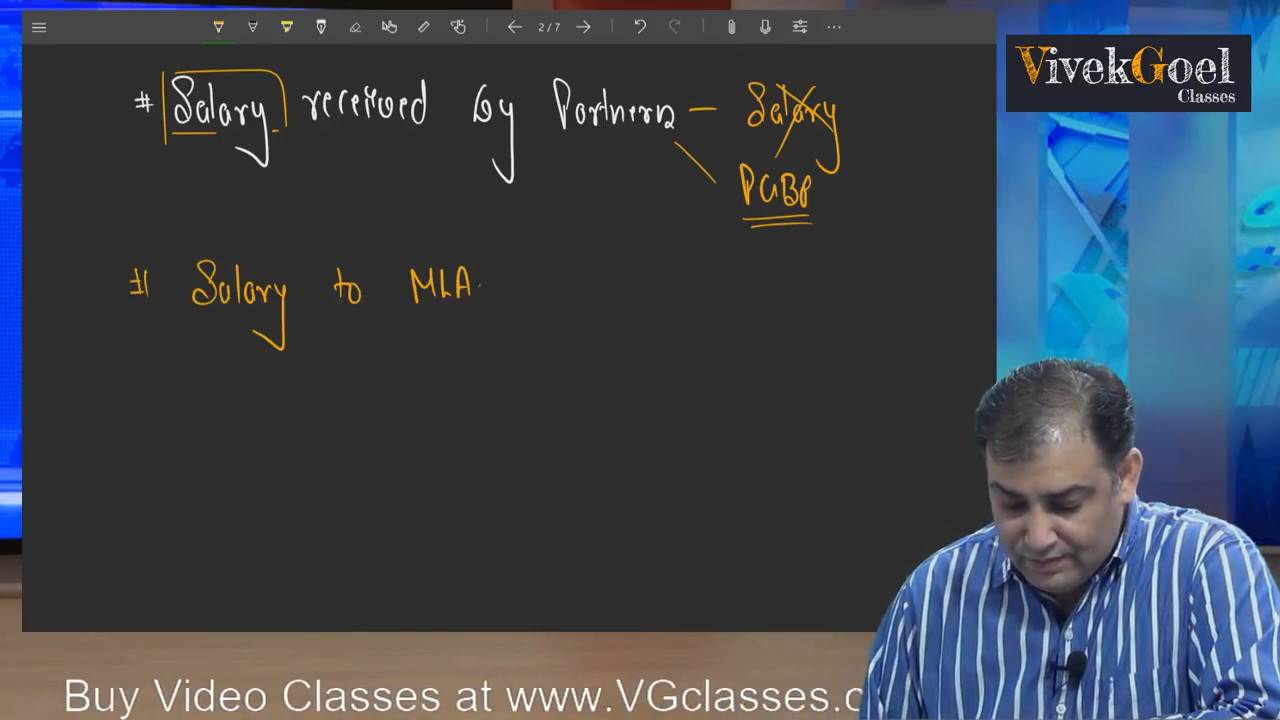 2/7
VivekGoel
Classes
# Salary received by Partners – Salary
PGBP
# Salary to MLA
Buy Video Classes at www.VGclasses.c